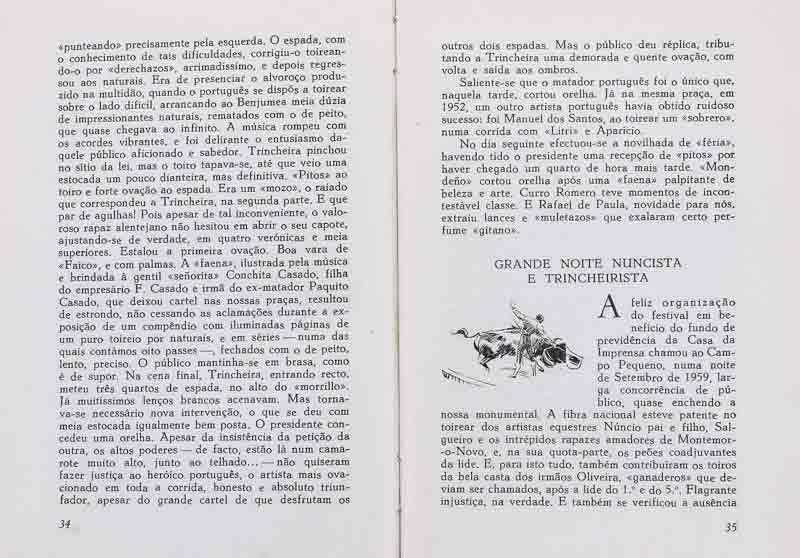 «punteando» precisamente pela esquerda. O espada, com
o conhecimento de tais dificuldades, corrigiu-o toirean-
do-o por «derechazos», arrimadíssimo, e depois regres-
sou aos naturais. Era de presenciar o alvoroço produ-
zido na multidão, quando o português se dispôs a toirear
sobre o lado difícil, arrancando ao Benjumea meia dúzia
de impressionantes naturais, rematados com o de peito,
que quase chegava ao infinito. A música rompeu com
os acordes vibrantes, e foi delirante o entusiasmo da-
quele público aficionado e sabedor. Trincheira pinchou
no sítio da lei, mas o toiro tapava-se, até que veio uma
estocada um pouco dianteira, mas definitiva. «Pitos» ao
toiro e forte ovação ao espada. Era um «mozo», o raiado
que correspondeu a Trincheira, na segunda parte. E que
par de agulhas! Pois apesar de tal inconveniente, o valo-
roso rapaz alentejano não hesitou em abrir o seu capote,
ajustando-se de verdade, em quatro verónicas e meia
superiores. Estalou a primeira ovação. Boa vara de
«Faico», e com palmas. A «faena», ilustrada pela música
e brindada à gentil «señorita» Conchita Casado, filha
do empresário F. Casado e irmã do ex-matador Paquito
Casado, que deixou cartel nas nossas praças, resultou
de estrondo, não cessando as aclamações durante a ex-
posição de um compêndio com iluminadas páginas de
um puro toireio por naturais, e em séries — numa das
quais contámos oito passes —, fechados com o de peito,
lento, preciso. O público mantinha-se em brasa, como
é de supor. Na cena final, Trincheira, entrando recto,
meteu três quartos de espada, no alto do «morrillo».
Já muitíssimos lenços brancos acenavam. Mas torna-
va-se necessário nova intervenção, o que se deu com
meia estocada igualmente bem posta. O presidente con-
cedeu uma orelha. Apesar da insistência da petição da
outra, os altos poderes — de facto, estão lá num cama-
rote muito alto, junto ao telhado... — não quiseram
fazer justiça ao heróico português, o artista mais ova-
cionado em toda a corrida, honesto e absoluto triun-
fador, apesar do grande cartel de que desfrutam os
34
outros dois espadas. Mas o público deu réplica, tribu-
tando a Trincheira uma demorada e quente ovação, com
volta e saída aos ombros.
Saliente-se que o matador português foi o único que,
naquela tarde, cortou orelha. Já na mesma praça, em
1952, um outro artista português havia obtido ruidoso
sucesso: foi Manuel dos Santos, ao toirear um «sobrero»,
numa corrida com «Litri» e Aparício.
No dia seguinte efectuou-se a novilhada de «féria»,
havendo tido o presidente uma recepção de «pitos» por
haver chegado um quarto de hora mais tarde. «Mon-
deño» cortou orelha após uma «faena» palpitante de
beleza e arte. Curro Romero teve momentos de incon-
testável classe. E Rafael de Paula, novidade para nós,
extraiu lances e «muletazos» que exalaram certo per-
fume «gitano».
GRANDE NOITE NUNCISTA
E TRINCHEIRISTA
A feliz organização
do festival em be-
nefício do fundo de
previdência da Casa da
Imprensa chamou ao Cam-
po Pequeno, numa noite
de Setembro de 1959, lar-
ga concorrência de pú-
blico, quase enchendo a
nossa monumental. A fibra nacional esteve patente no
toirear dos artistas equestres Núncio pai e filho, Sal-
gueiro e os intrépidos rapazes amadores de Montemor-
-o-Novo, e, na sua quota-parte, os peões coadjuvantes
da lide. E, para isto tudo, também contribuíram os toiros
da bela casta dos irmãos Oliveira, «ganaderos» que de-
viam ser chamados, após a lide do 1.º e do 5.º. Flagrante
injustiça, na verdade. E também se verificou a ausência
35